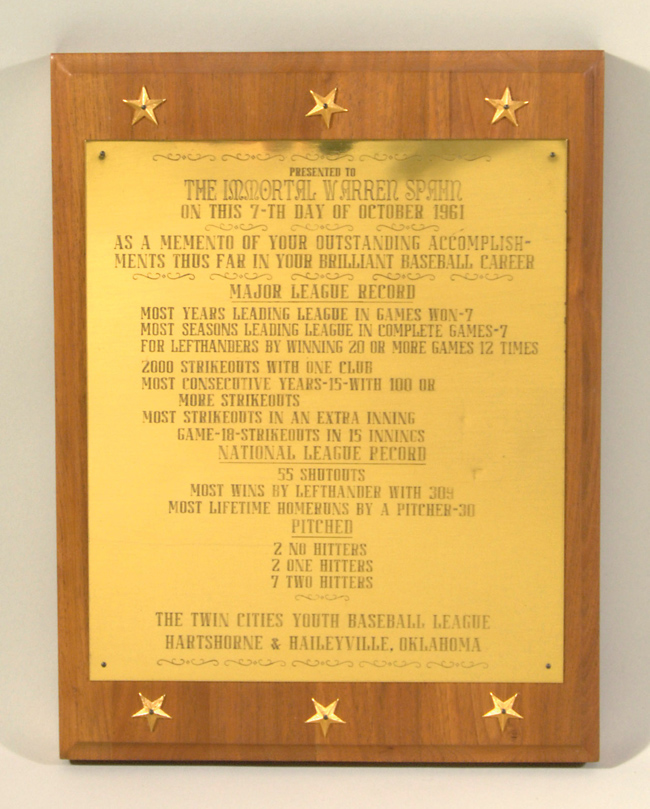 PRESENTED TO
THE IMMORTAL WARREN SPAHN
ON THIS 7-TH DAY OF OCTOBER 1961
AS A MEMENTO OF YOUR OUTSTANDING ACCOMPLISH-
MENTS THUS FAR IN YOUR BRILLIANT BASEBALL CAREER
MAJOR LEAGUE RECORD
MOST YEARS LEADING LEAGUE IN GAMES WON-7
MOST SEASONS LEADING LEAGUE IN COMPLETE GAMES-7
FOR LEFTHANDERS BY WINNING 20 OR MORE GAMES 12 TIMES
2000 STRIKEOUTS WITH ONE CLUB
MOST CONSECUTIVE YEARS-15-WITH 100 OR
MORE STRIKEOUTS
MOST STRIKEOUTS IN AN EXTRA INNING
GAME-18-STRIKEOUTS IN 15 INNINGS
NATIONAL LEAGUE RECORD
55 SHUTOUTS
MOST WINS BY LEFTHANDER WITH 309
MOST LIFETIME HOMERUNS BY A PITCHER-30
PITCHED
2 NO HITTERS
2 ONE HITTERS
7 TWO HITTERS
THE TWIN CITIES YOUTH BASEBALL LEAGUE
HARTSHORNE & HAILEYVILLE, OKLAHOMA